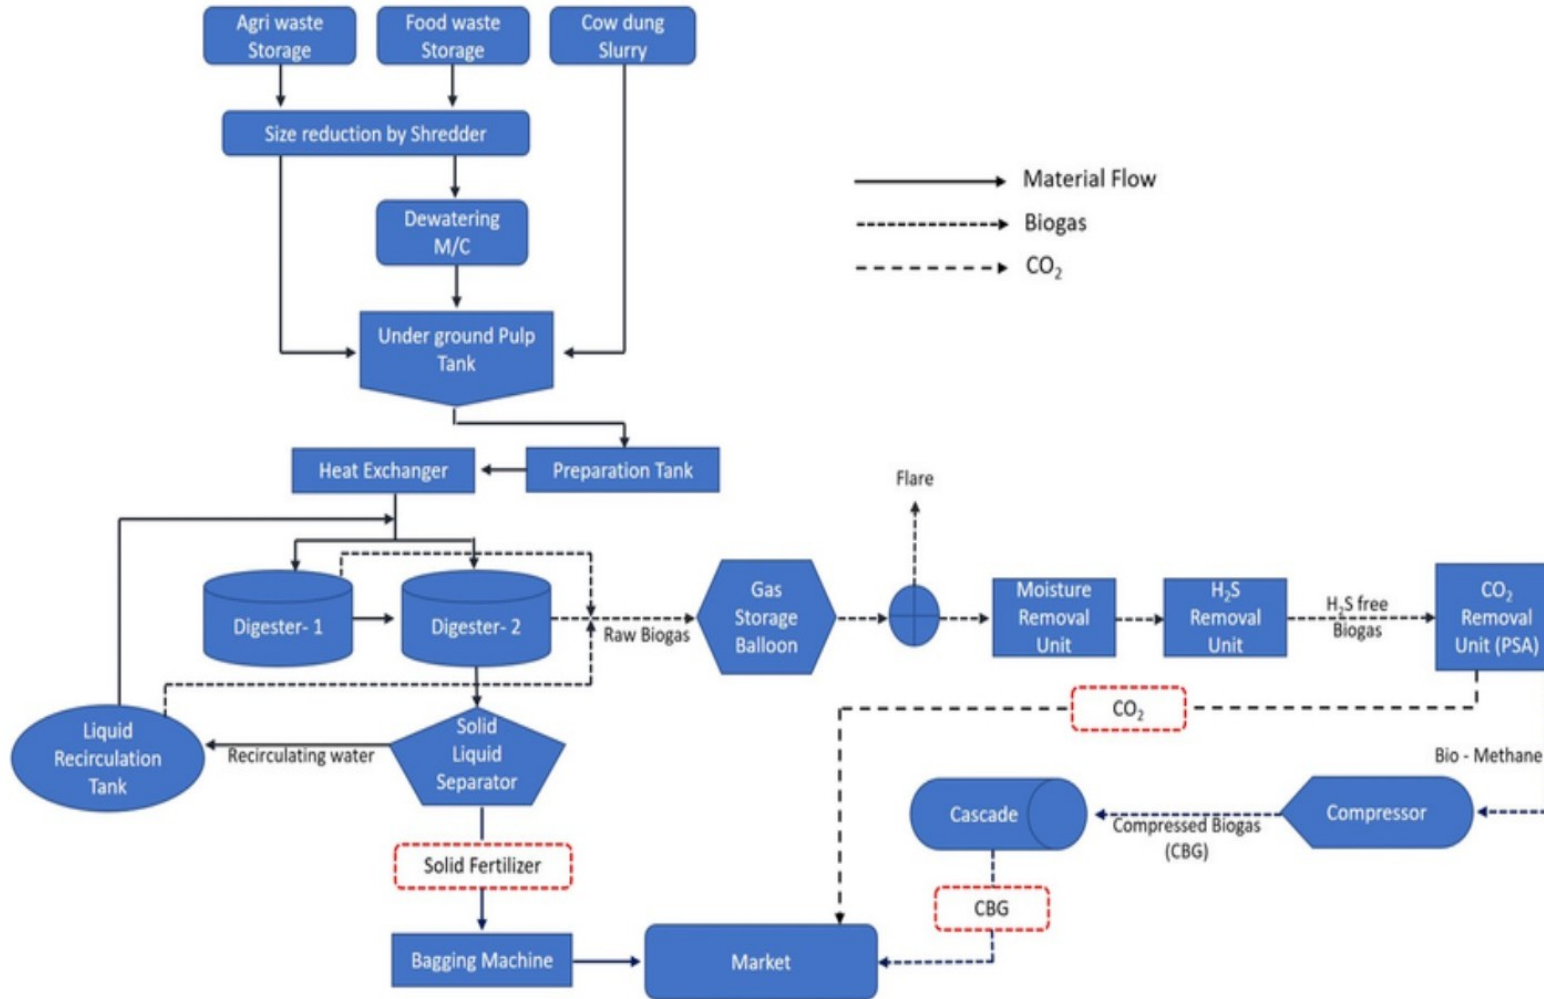 Agri waste
Storage
Food waste
Storage
Cow dung
Slurry
Size reduction by Shredder
Dewatering
M/C
Under ground Pulp
Tank
Material Flow
Biogas
CO₂
Heat Exchanger
Preparation Tank
Flare
Digester- 1
Digester- 2
Raw Biogas
Gas
Storage
Balloon
Moisture
Removal
Unit
H₂S
Removal
Unit
H₂S free
Biogas
CO₂
Removal
Unit (PSA)
Liquid
Recirculation
Tank
Recirculating water
Solid
Liquid
Separator
CO₂
Bio - Methane
Cascade
Compressed Biogas
(CBG)
Compressor
Solid Fertilizer
CBG
Bagging Machine
Market